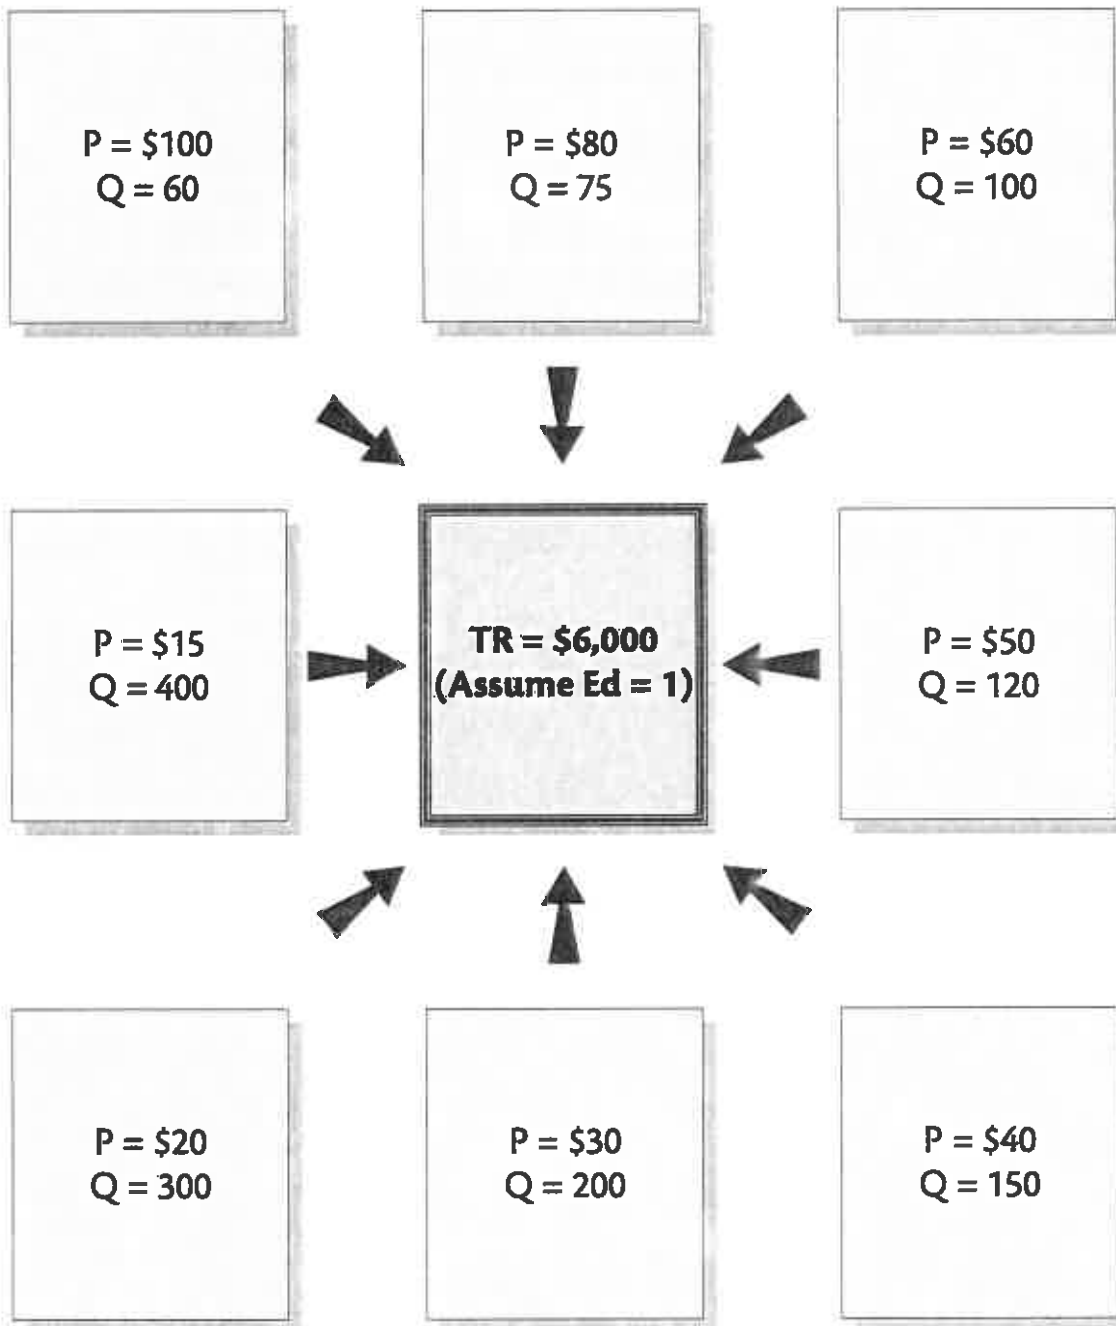 P = $100
Q = 60
P = $80
Q = 75
P = $60
Q = 100
P = $15
Q = 400
TR = $6,000
(Assume Ed = 1)
P = $50
Q = 120
P = $20
Q = 300
P = $30
Q = 200
P = $40
Q = 150